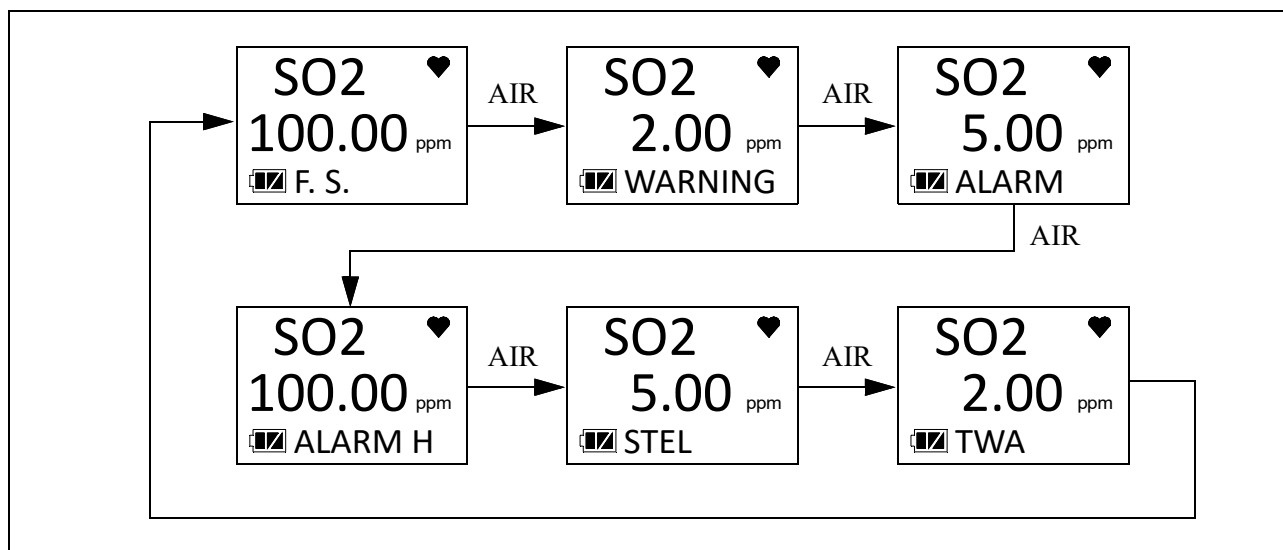 SO2
100.00 ppm
F. S.
AIR
SO2
2.00 ppm
WARNING
AIR
SO2
5.00 ppm
ALARM
AIR
SO2
100.00 ppm
ALARM H
AIR
SO2
5.00 ppm
STEL
AIR
SO2
2.00 ppm
TWA